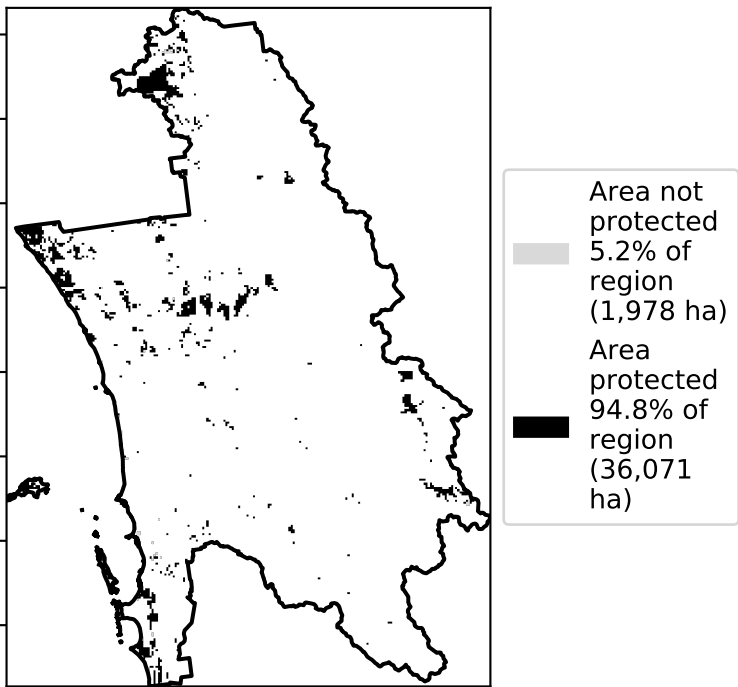 Area not
protected
5.2% of
region
(1,978 ha)
Area
protected
94.8% of
region
(36,071
ha)